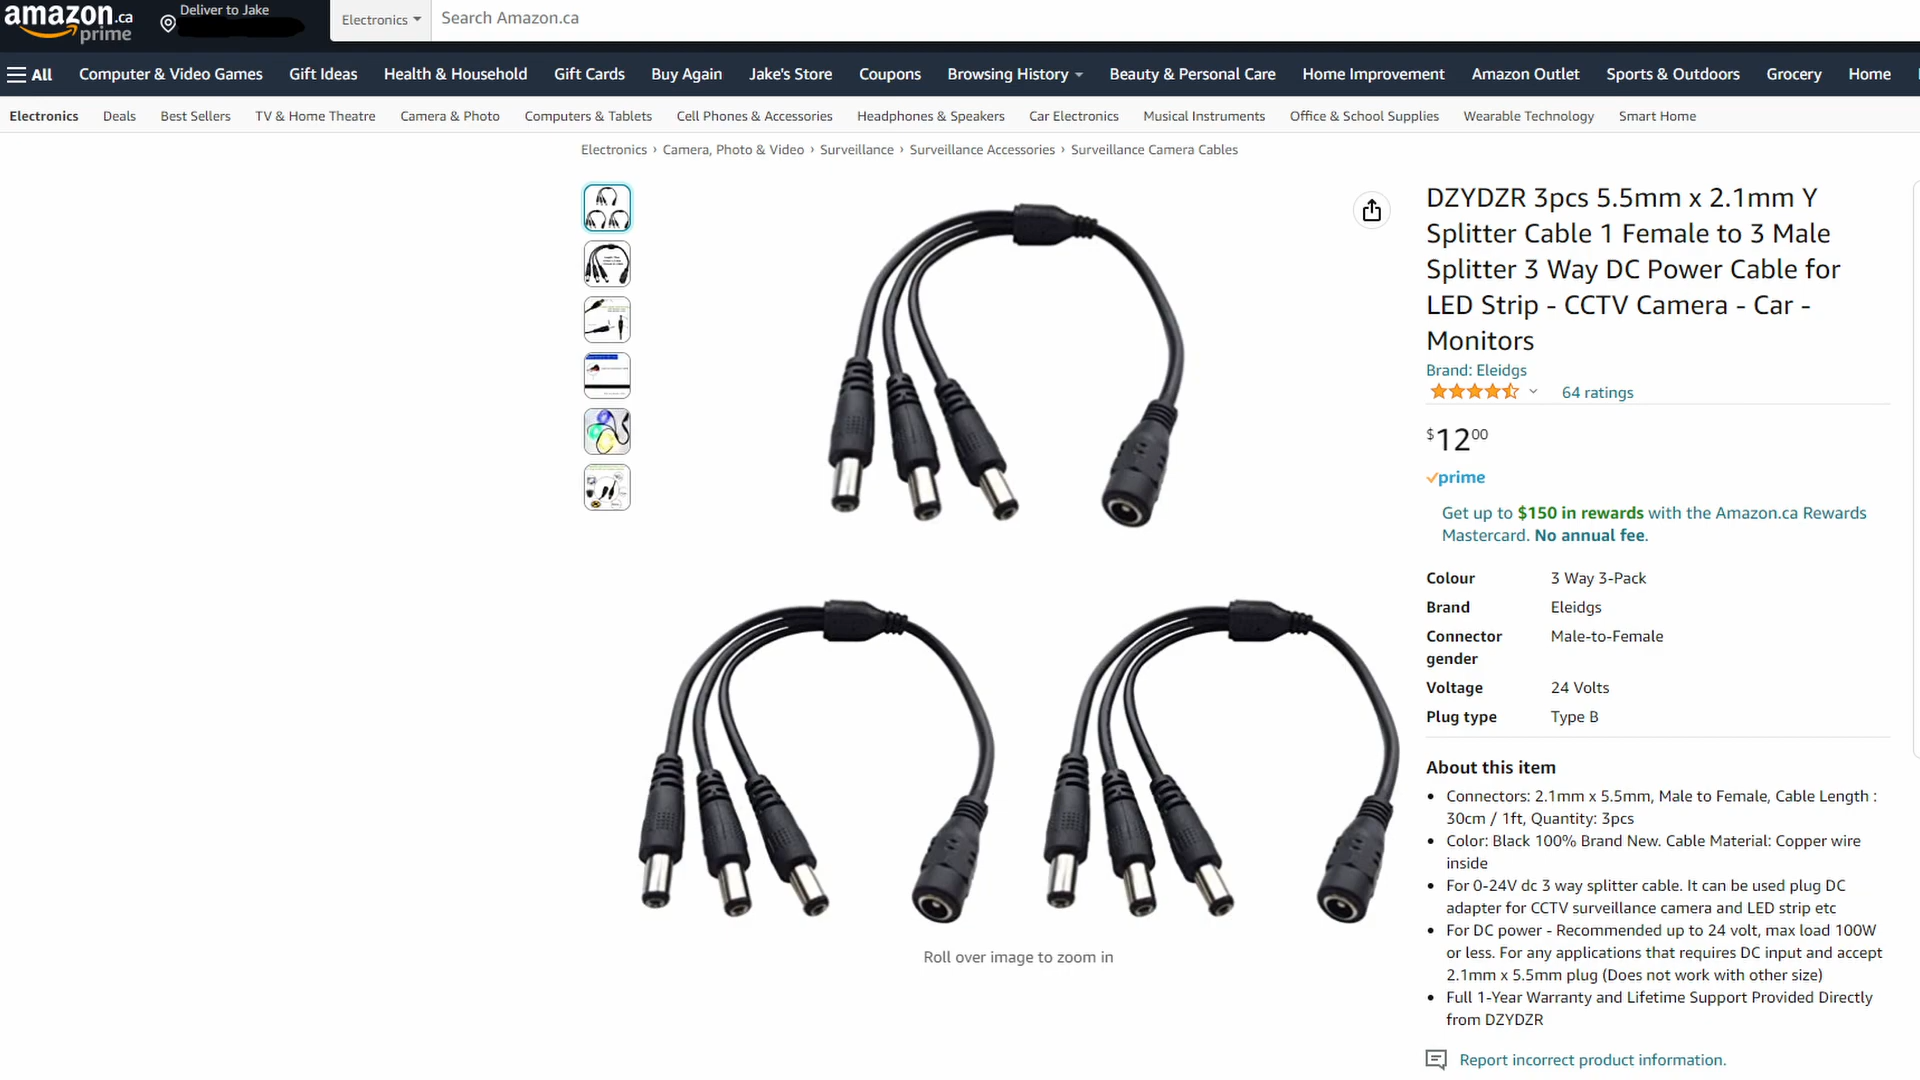 amazon.ca
prime
Deliver to Jake
Electronics
Search Amazon.ca
All
Computer & Video Games
Gift Ideas
Health & Household
Gift Cards
Buy Again
Jake's Store
Coupons
Browsing History
Beauty & Personal Care
Home Improvement
Amazon Outlet
Sports & Outdoors
Grocery
Home
Electronics
Deals
Best Sellers
TV & Home Theatre
Camera & Photo
Computers & Tablets
Cell Phones & Accessories
Headphones & Speakers
Car Electronics
Musical Instruments
Office & School Supplies
Wearable Technology
Smart Home
Electronics › Camera, Photo & Video › Surveillance › Surveillance Accessories › Surveillance Camera Cables
DZYDZR 3pcs 5.5mm x 2.1mm Y
Splitter Cable 1 Female to 3 Male
Splitter 3 Way DC Power Cable for
LED Strip - CCTV Camera - Car -
Monitors
Brand: Eleidgs
64 ratings
$12 00
prime
Get up to $150 in rewards with the Amazon.ca Rewards
Mastercard. No annual fee.
Colour 3 Way 3-Pack
Brand Eleidgs
Connector Male-to-Female
gender
Voltage 24 Volts
Plug type Type B
About this item
• Connectors: 2.1mm x 5.5mm, Male to Female, Cable Length :
30cm / 1ft, Quantity: 3pcs
• Color: Black 100% Brand New. Cable Material: Copper wire
inside
• For 0-24V dc 3 way splitter cable. It can be used plug DC
adapter for CCTV surveillance camera and LED strip etc
• For DC power - Recommended up to 24 volt, max load 100W
or less. For any applications that requires DC input and accept
2.1mm x 5.5mm plug (Does not work with other size)
• Full 1-Year Warranty and Lifetime Support Provided Directly
from DZYDZR
Roll over image to zoom in
Report incorrect product information.